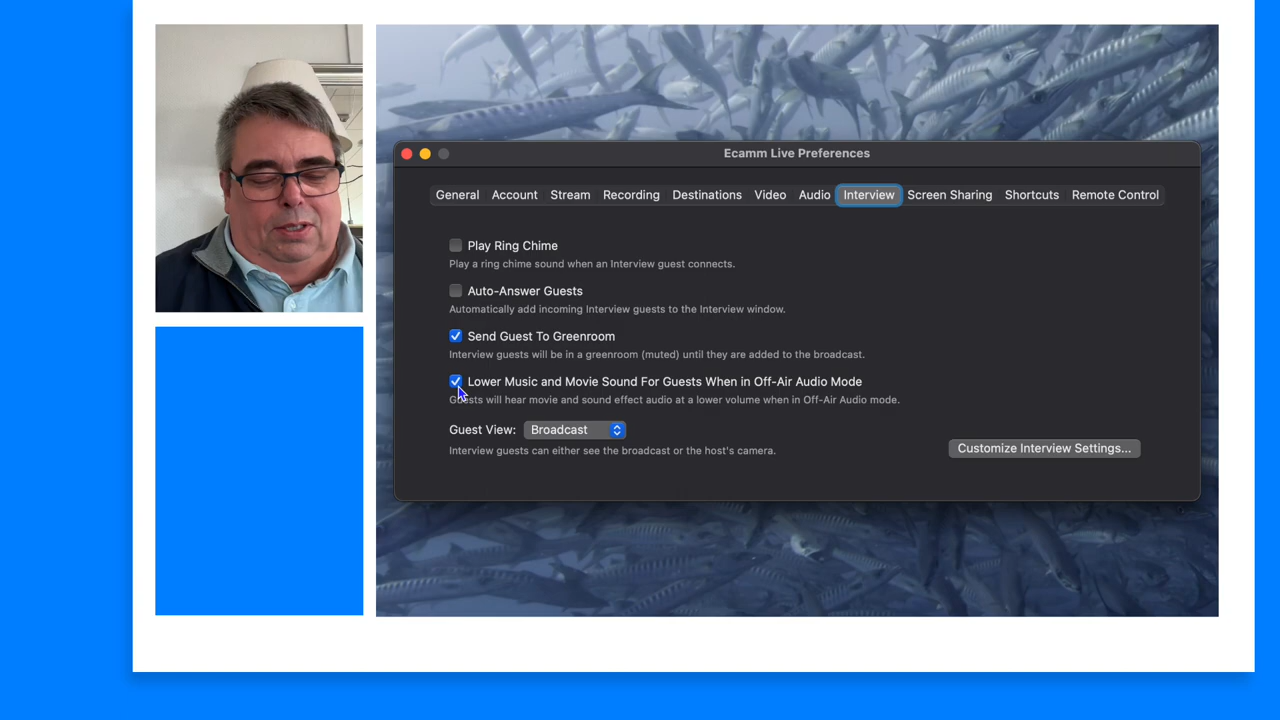 Ecamm Live Preferences
General Account Stream Recording Destinations Video Audio Interview Screen Sharing Shortcuts Remote Control
Play Ring Chime
Play a ring chime sound when an Interview guest connects.
Auto-Answer Guests
Automatically add incoming Interview guests to the Interview window.
Send Guest To Greenroom
Interview guests will be in a greenroom (muted) until they are added to the broadcast.
Lower Music and Movie Sound For Guests When in Off-Air Audio Mode
Guests will hear movie and sound effect audio at a lower volume when in Off-Air Audio mode.
Guest View: Broadcast
Interview guests can either see the broadcast or the host's camera.
Customize Interview Settings...